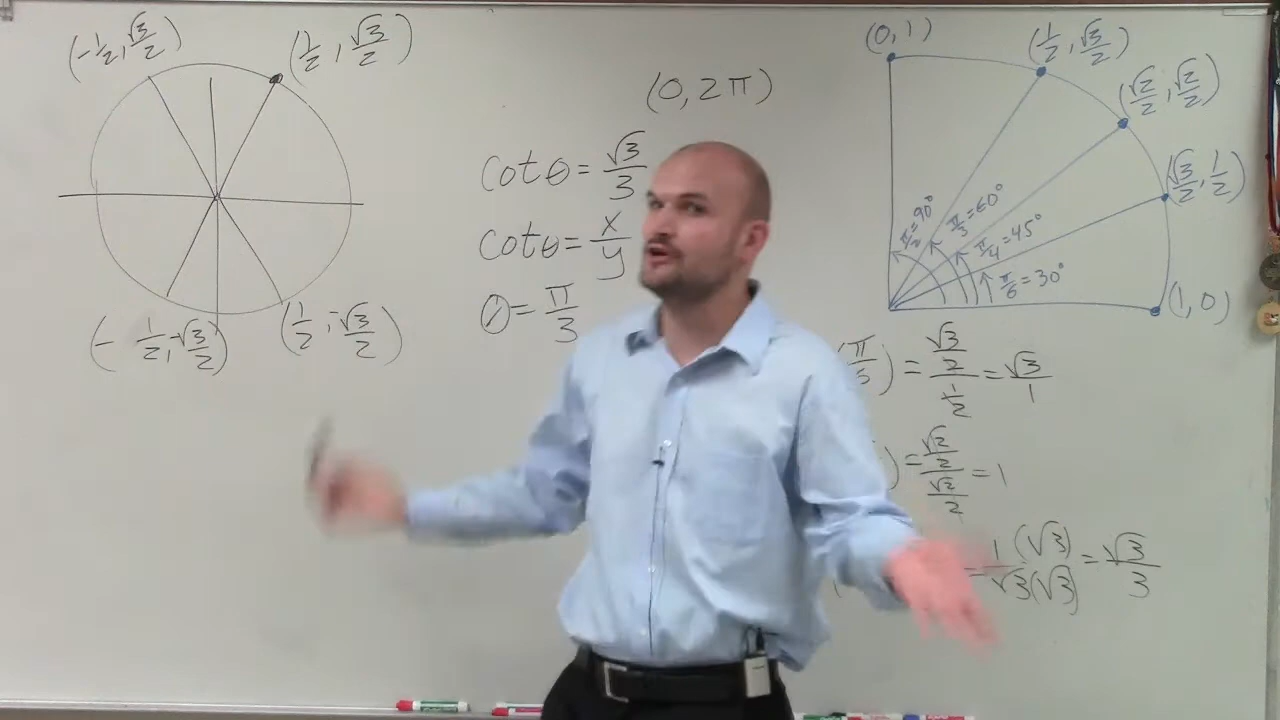 (-1/2, √3/2)
(1/2, √3/2)
(-1/2, -√3/2)
(1/2, -√3/2)
(0, 2π)
cot θ = √3/3
cot θ = x/y
θ = π/3
(0, 1)
(1/2, √3/2)
(√2/2, √2/2)
(√3/2, 1/2)
(1, 0)
π/2 = 90°
π/3 = 60°
π/4 = 45°
π/6 = 30°
) = (√3/2)/(1/2) = √3/1
) = (√2/2)/(√2/2) = 1
= 1(√3)/√3(√3) = √3/3